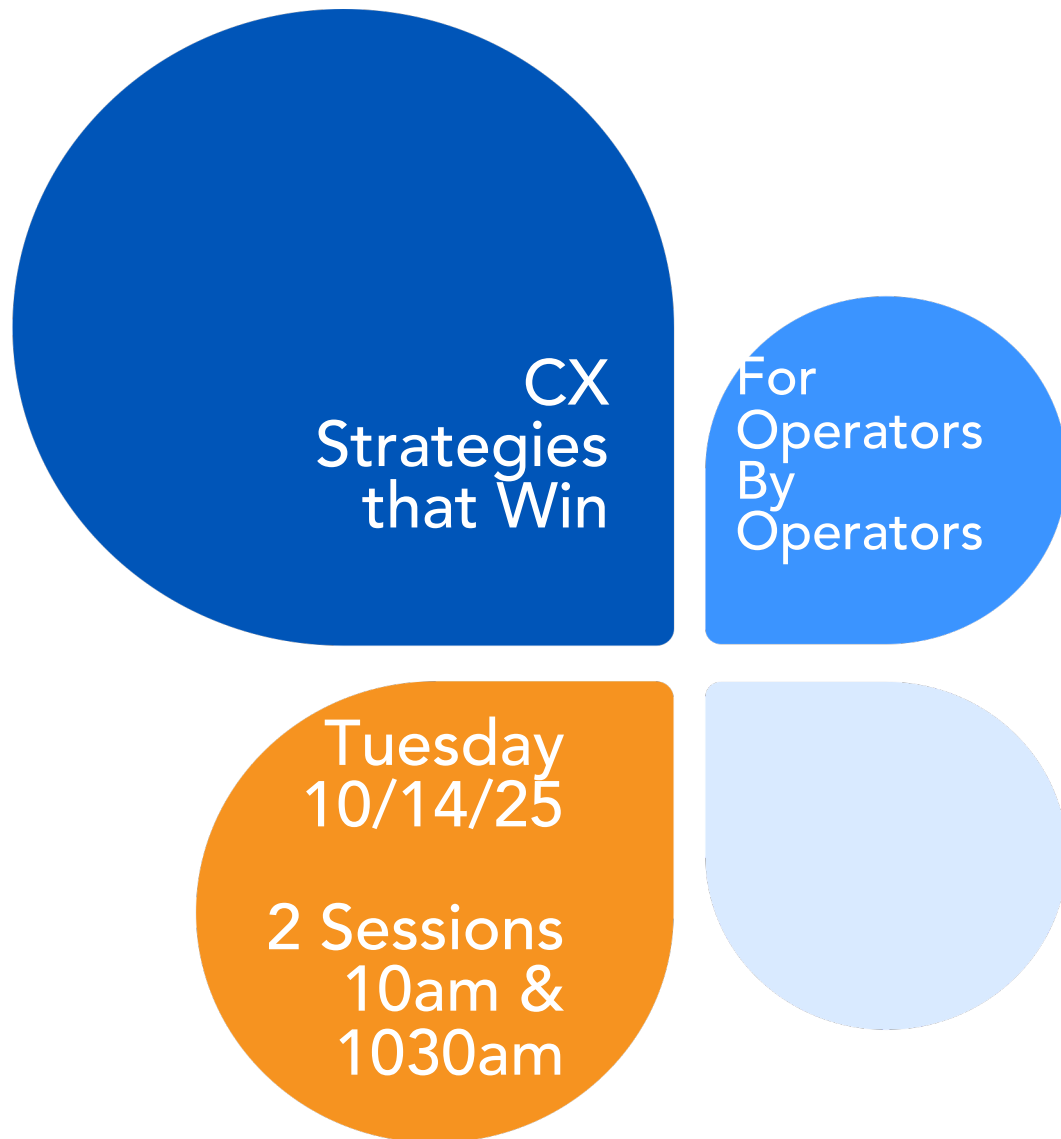 CX
Strategies
that Win
For
Operators
By
Operators
Tuesday
10/14/25
2 Sessions
10am &
1030am